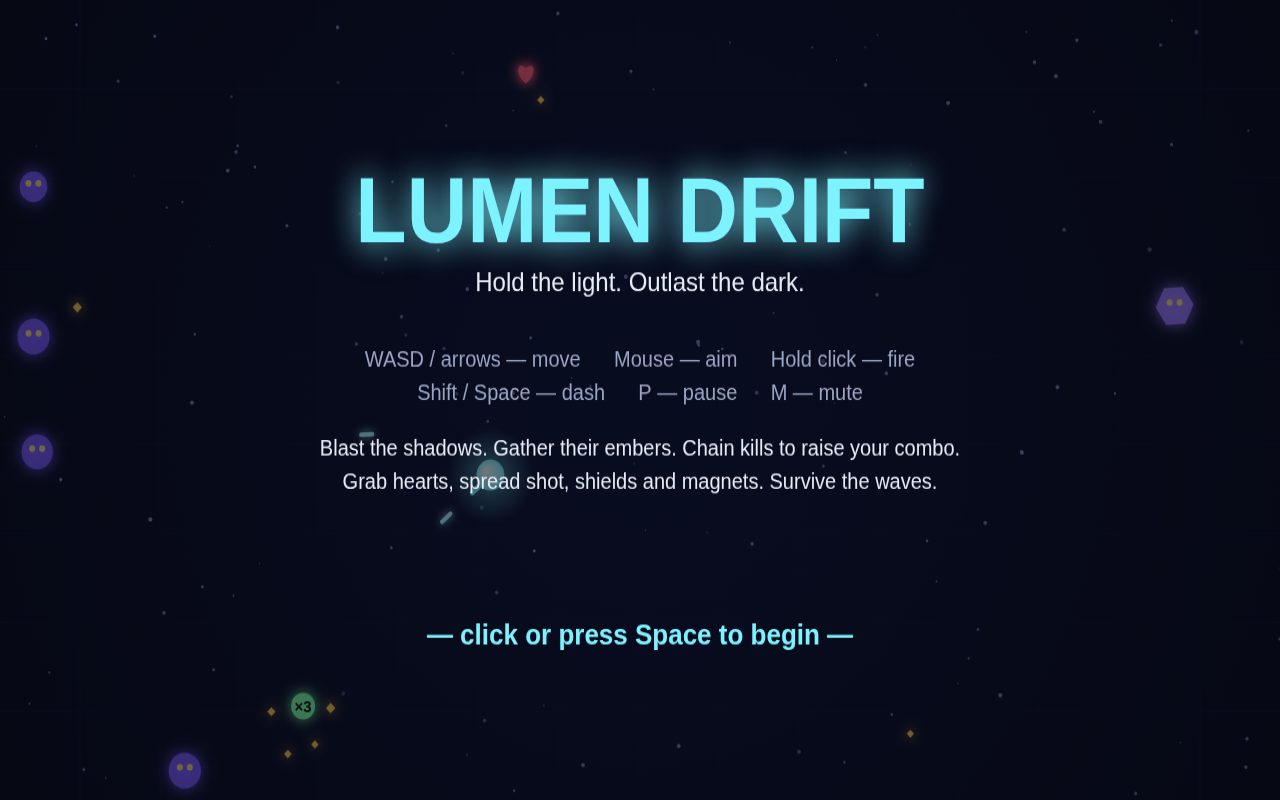 LUMEN DRIFT
Hold the light. Outlast the dark.
WASD / arrows — move Mouse — aim Hold click — fire
Shift / Space — dash P — pause M — mute
Blast the shadows. Gather their embers. Chain kills to raise your combo.
Grab hearts, spread shot, shields and magnets. Survive the waves.
— click or press Space to begin —
×3